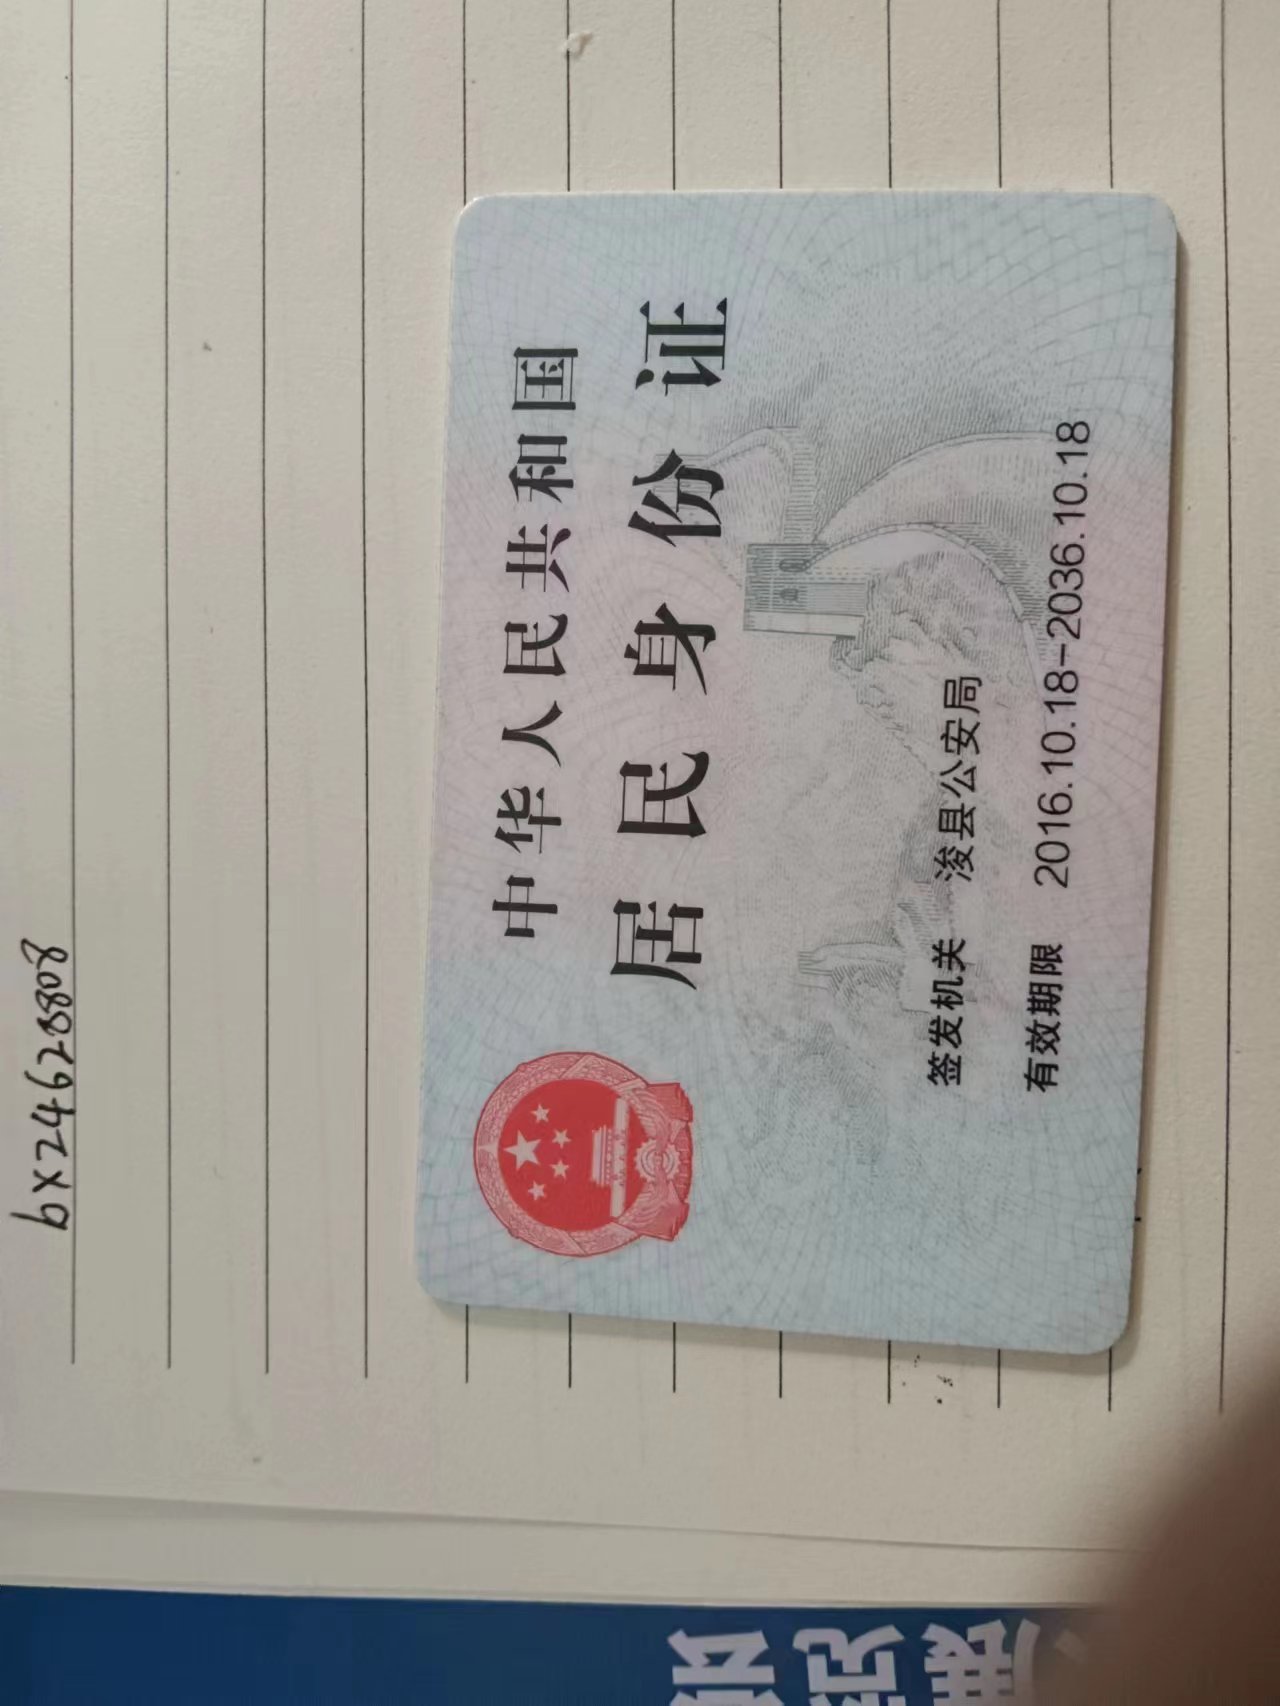 bx24628808
中华人民共和国
居民身份证
签发机关 浚县公安局
有效期限 2016.10.18-2036.10.18